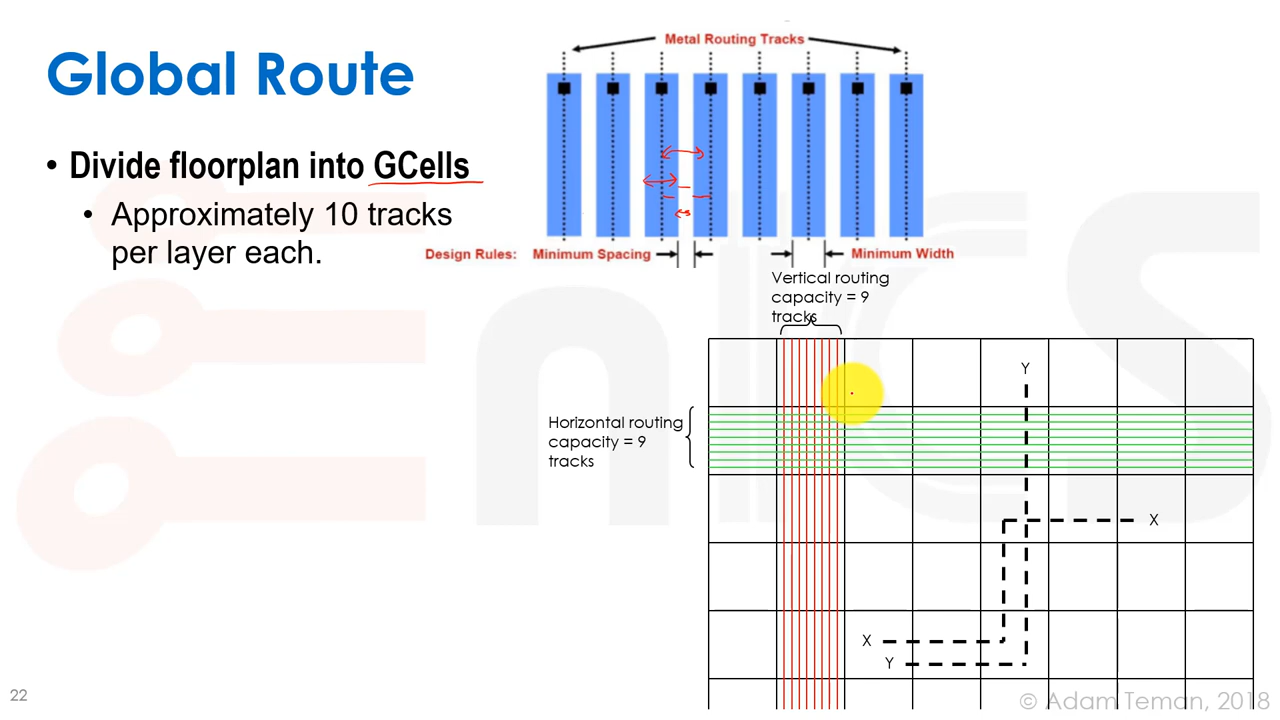 Global Route
• Divide floorplan into GCells
• Approximately 10 tracks
per layer each.
Metal Routing Tracks
Design Rules: Minimum Spacing
Minimum Width
Vertical routing
capacity = 9
tracks
Horizontal routing
capacity = 9
tracks
Y
X
X
Y
22
© Adam Teman, 2018